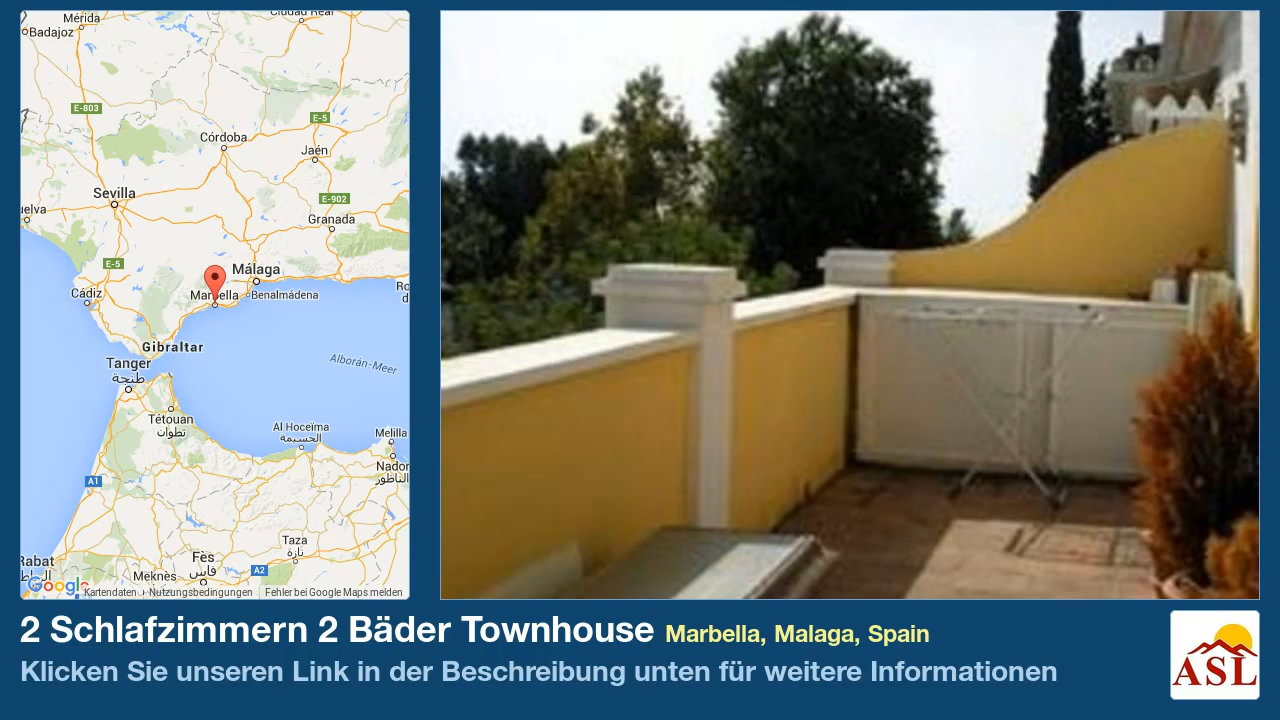 Mérida
Ciudad Real
Badajoz
E-803
E-5
Córdoba
Jaén
Sevilla
E-902
uelva
Granada
E-5
Málaga
Cádiz
Marbella
Benalmádena
Ro
d
Gibraltar
Tanger
طنجة
Alborán-Meer
Tétouan
تطوان
Al Hoceïma
الحسيمة
Melilla
Nador
الناظور
A1
Taza
تازة
Rabat
Fès
فاس
A2
Meknès
Google
Kartendaten Nutzungsbedingungen Fehler bei Google Maps melden
2 Schlafzimmern 2 Bäder Townhouse Marbella, Malaga, Spain
Klicken Sie unseren Link in der Beschreibung unten für weitere Informationen
ASL